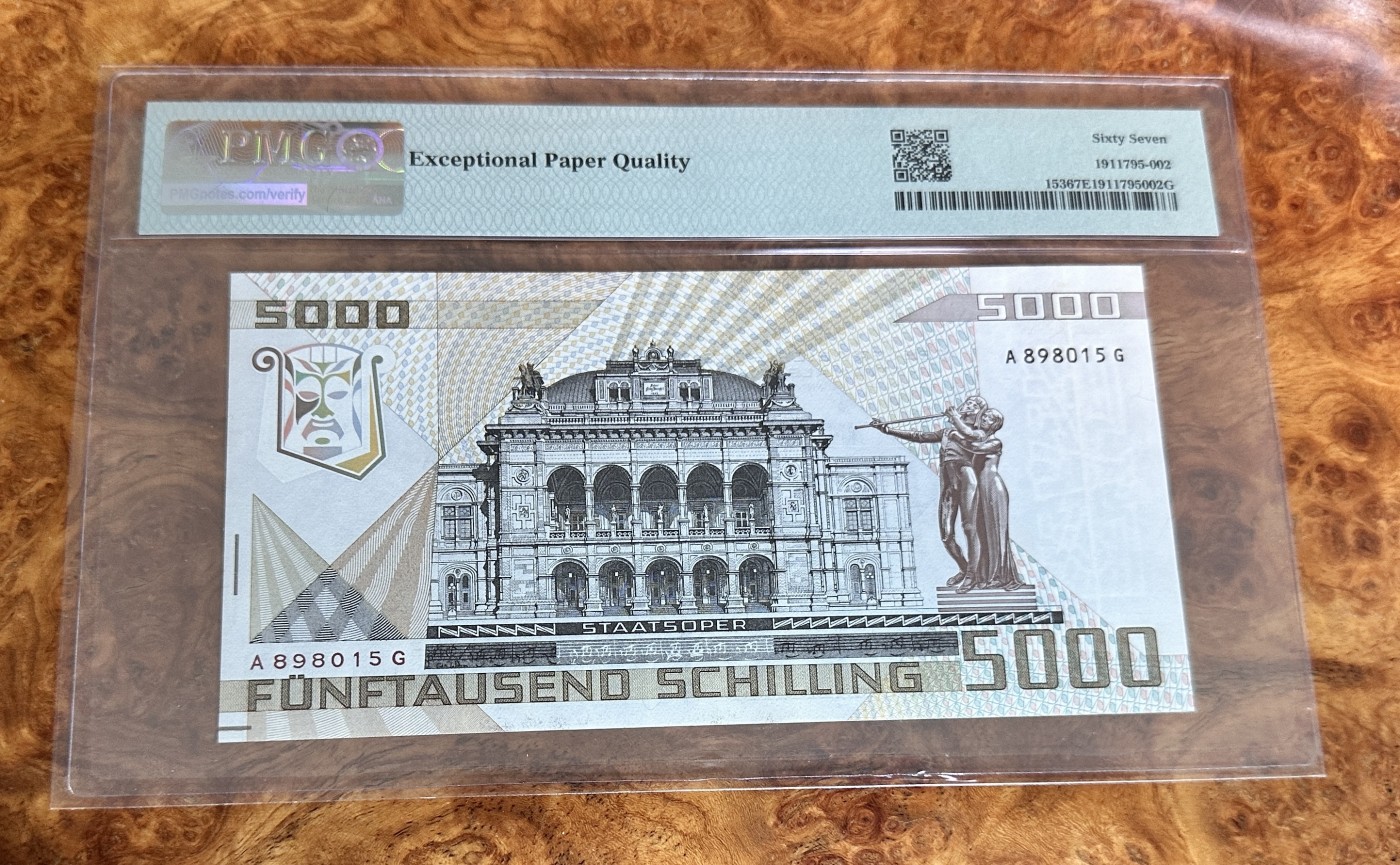 PMG
PMGnotes.com/verify
Exceptional Paper Quality
Sixty Seven
1911795-002
15367E1911795002G
5000
5000
A 898015 G
STAATSOPER
A 898015 G
FÜNFTAUSEND SCHILLING
5000